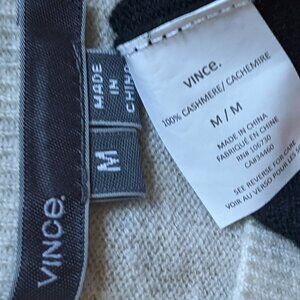 VINCE.
MADE
IN
CHINA
M
VINCE.
100% CASHMERE/ CACHEMIRE
M / M
MADE IN CHINA
FABRIQUÉ EN CHINE
RN# 106730
CA# 34460
SEE REVERSE FOR CARE
VOIR AU VERSO POUR LES